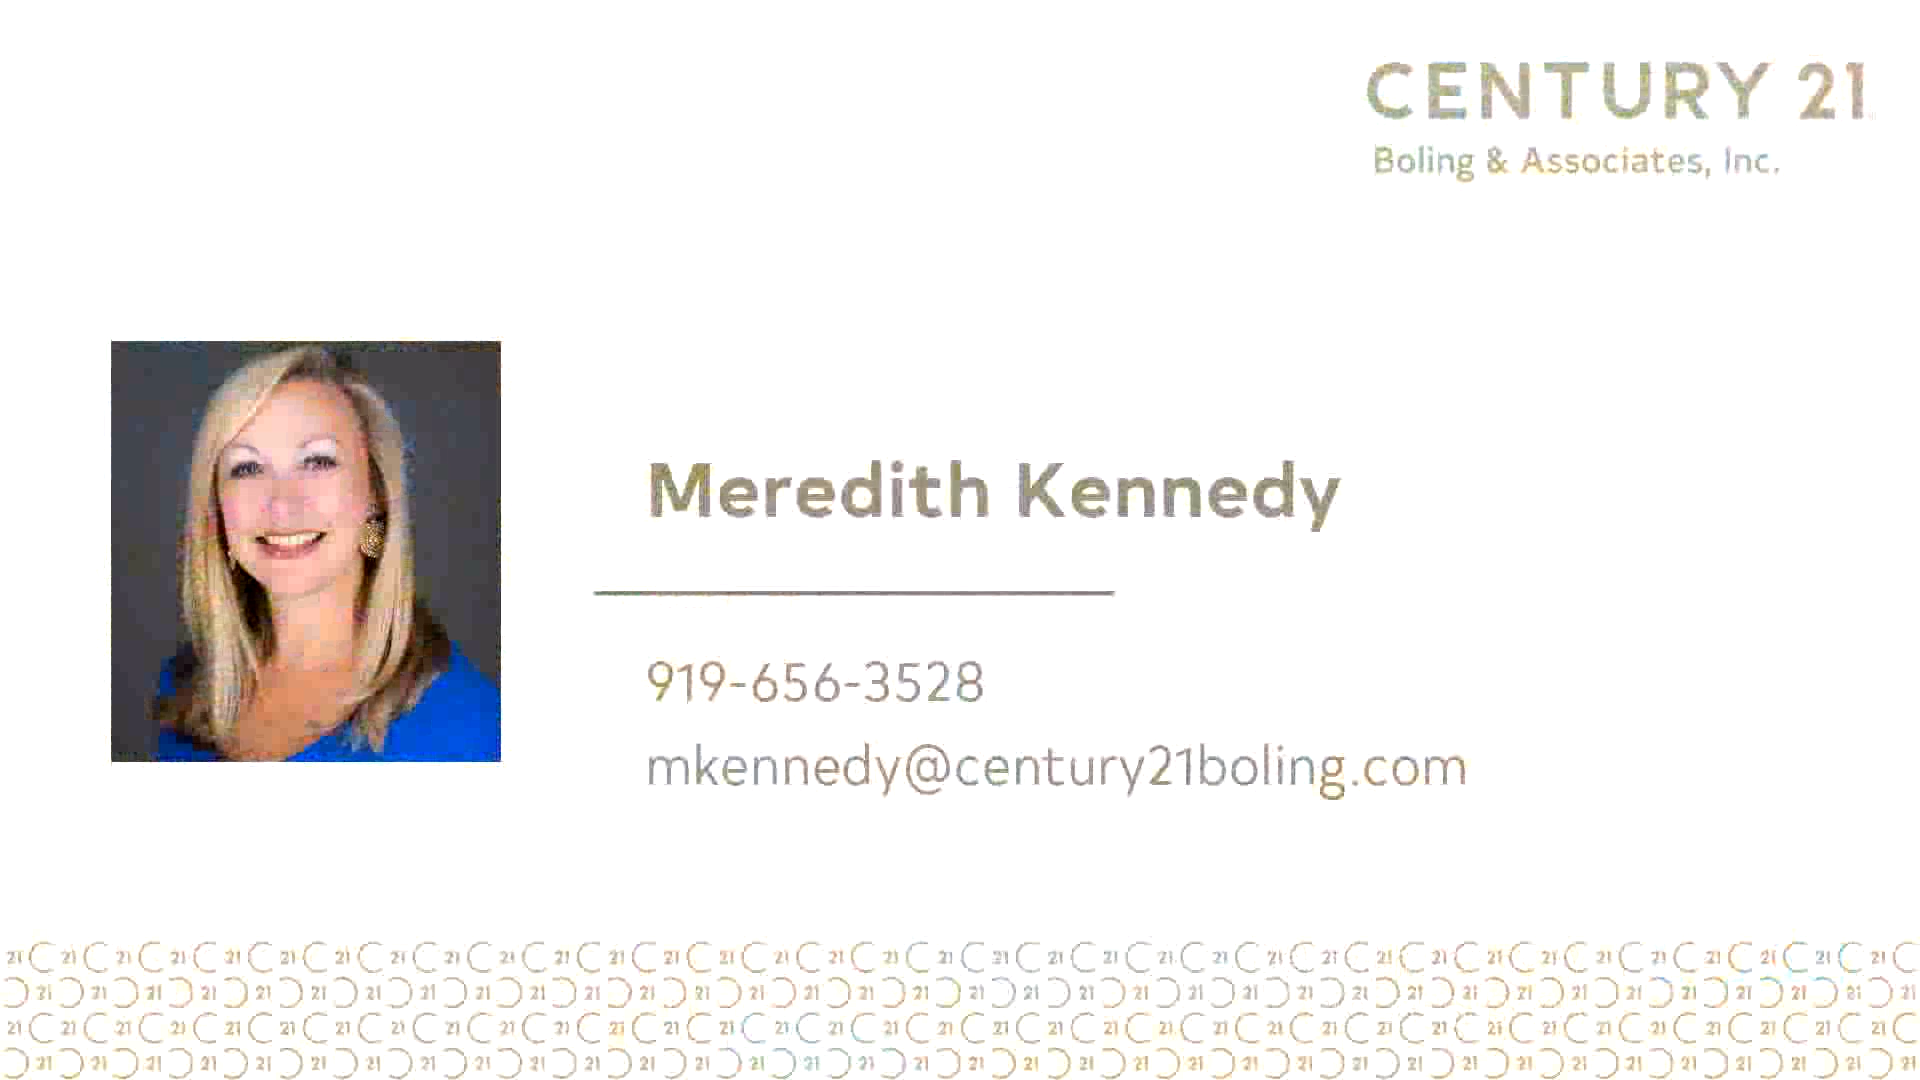 CENTURY 21
Boling & Associates, Inc.
Meredith Kennedy
919-656-3528
mkennedy@century21boling.com